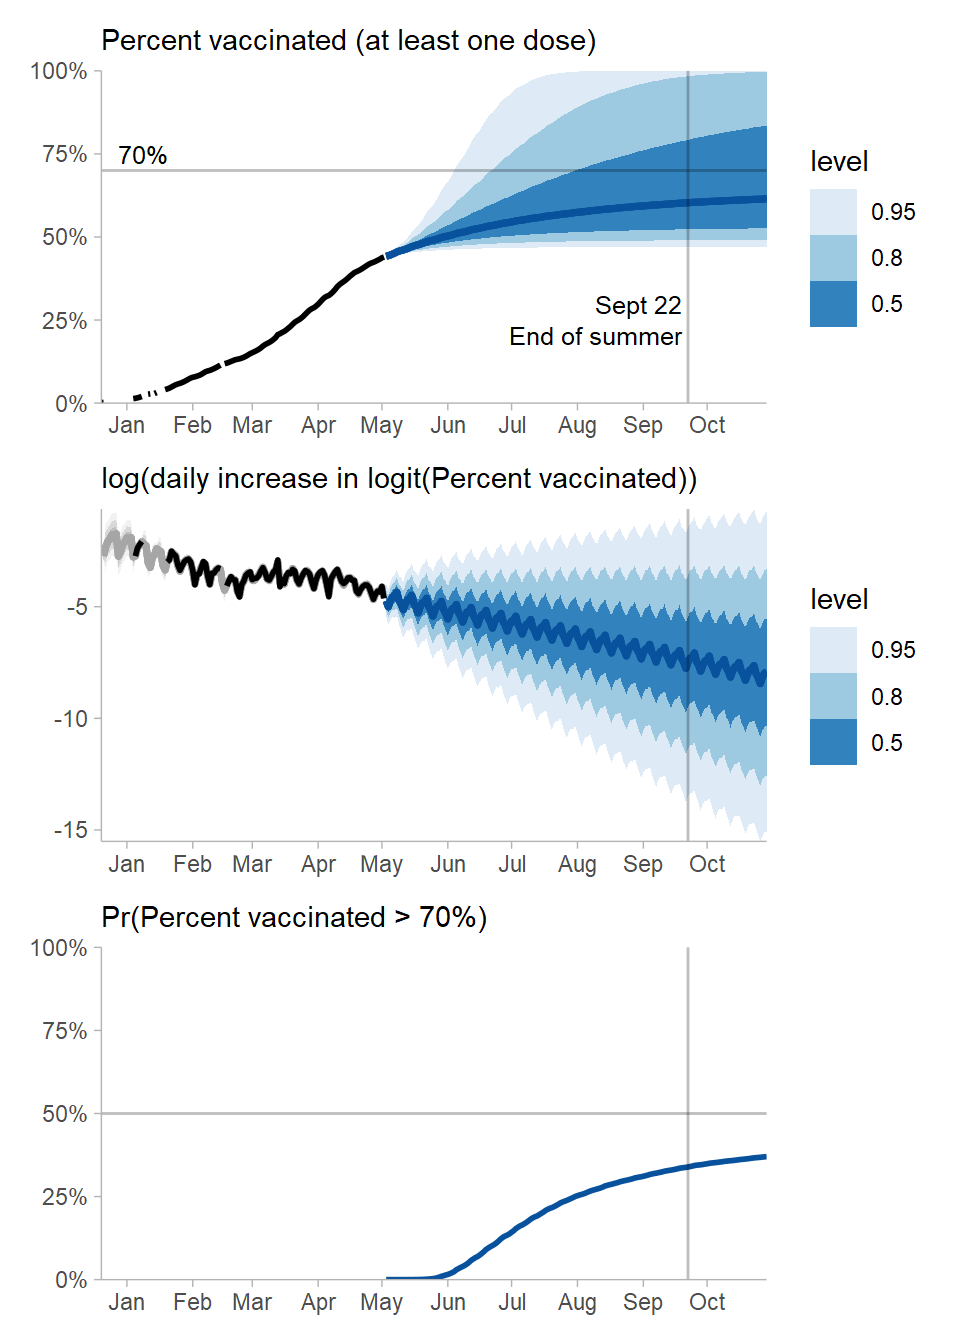 Percent vaccinated (at least one dose)
100%
75%
50%
25%
0%
70%
Sept 22
End of summer
Jan Feb Mar Apr May Jun Jul Aug Sep Oct
level
0.95
0.8
0.5
log(daily increase in logit(Percent vaccinated))
-5
-10
-15
Jan Feb Mar Apr May Jun Jul Aug Sep Oct
level
0.95
0.8
0.5
Pr(Percent vaccinated > 70%)
100%
75%
50%
25%
0%
Jan Feb Mar Apr May Jun Jul Aug Sep Oct